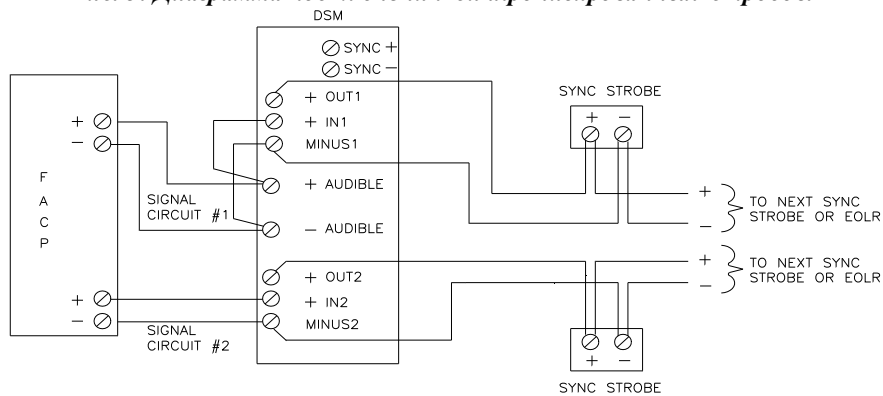 Диаграмма
DSM
SYNC +
SYNC −
+ OUT1
+ IN1
MINUS1
+ AUDIBLE
− AUDIBLE
+ OUT2
+ IN2
MINUS2
+
−
F
A
C
P
+
−
SIGNAL
CIRCUIT #1
SIGNAL
CIRCUIT #2
SYNC STROBE
+ −
+
−
TO NEXT SYNC
STROBE OR EOLR
+
−
TO NEXT SYNC
STROBE OR EOLR
+ −
SYNC STROBE